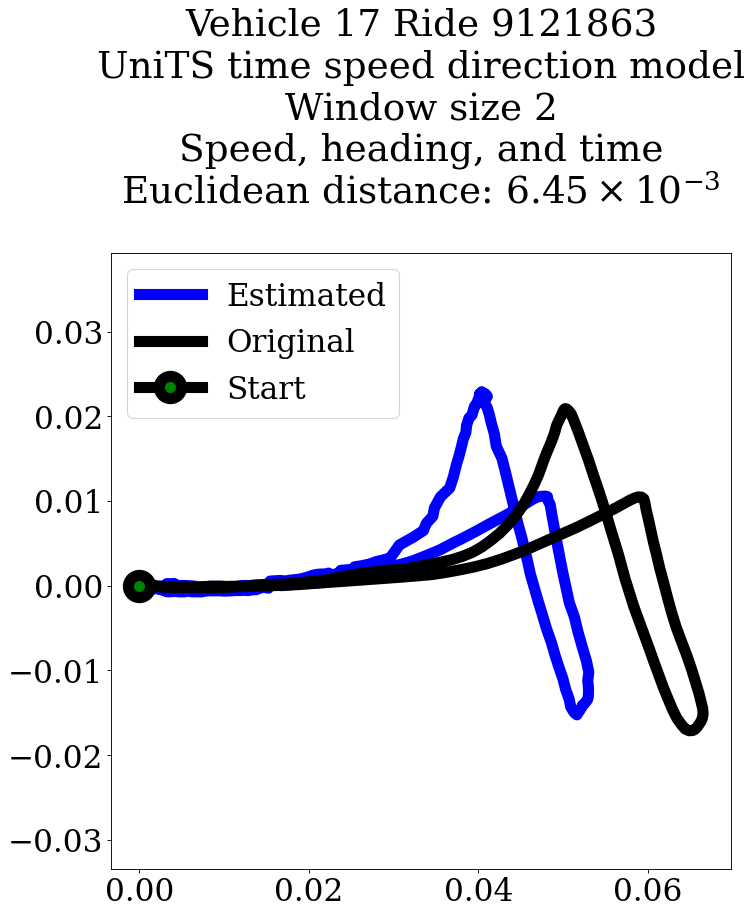 Vehicle 17 Ride 9121863
UniTS time speed direction model
Window size 2
Speed, heading, and time
Euclidean distance: 6.45 × 10⁻³
Estimated
Original
Start
0.03
0.02
0.01
0.00
−0.01
−0.02
−0.03
0.00 0.02 0.04 0.06